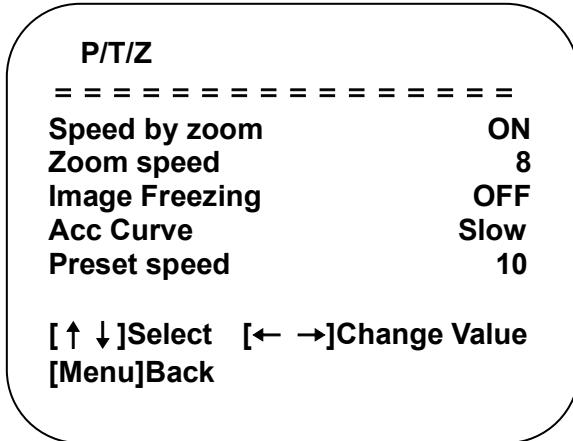 P/T/Z
= = = = = = = = = = = = = = = =
Speed by zoom ON
Zoom speed 8
Image Freezing OFF
Acc Curve Slow
Preset speed 10
[↑ ↓]Select [← →]Change Value
[Menu]Back